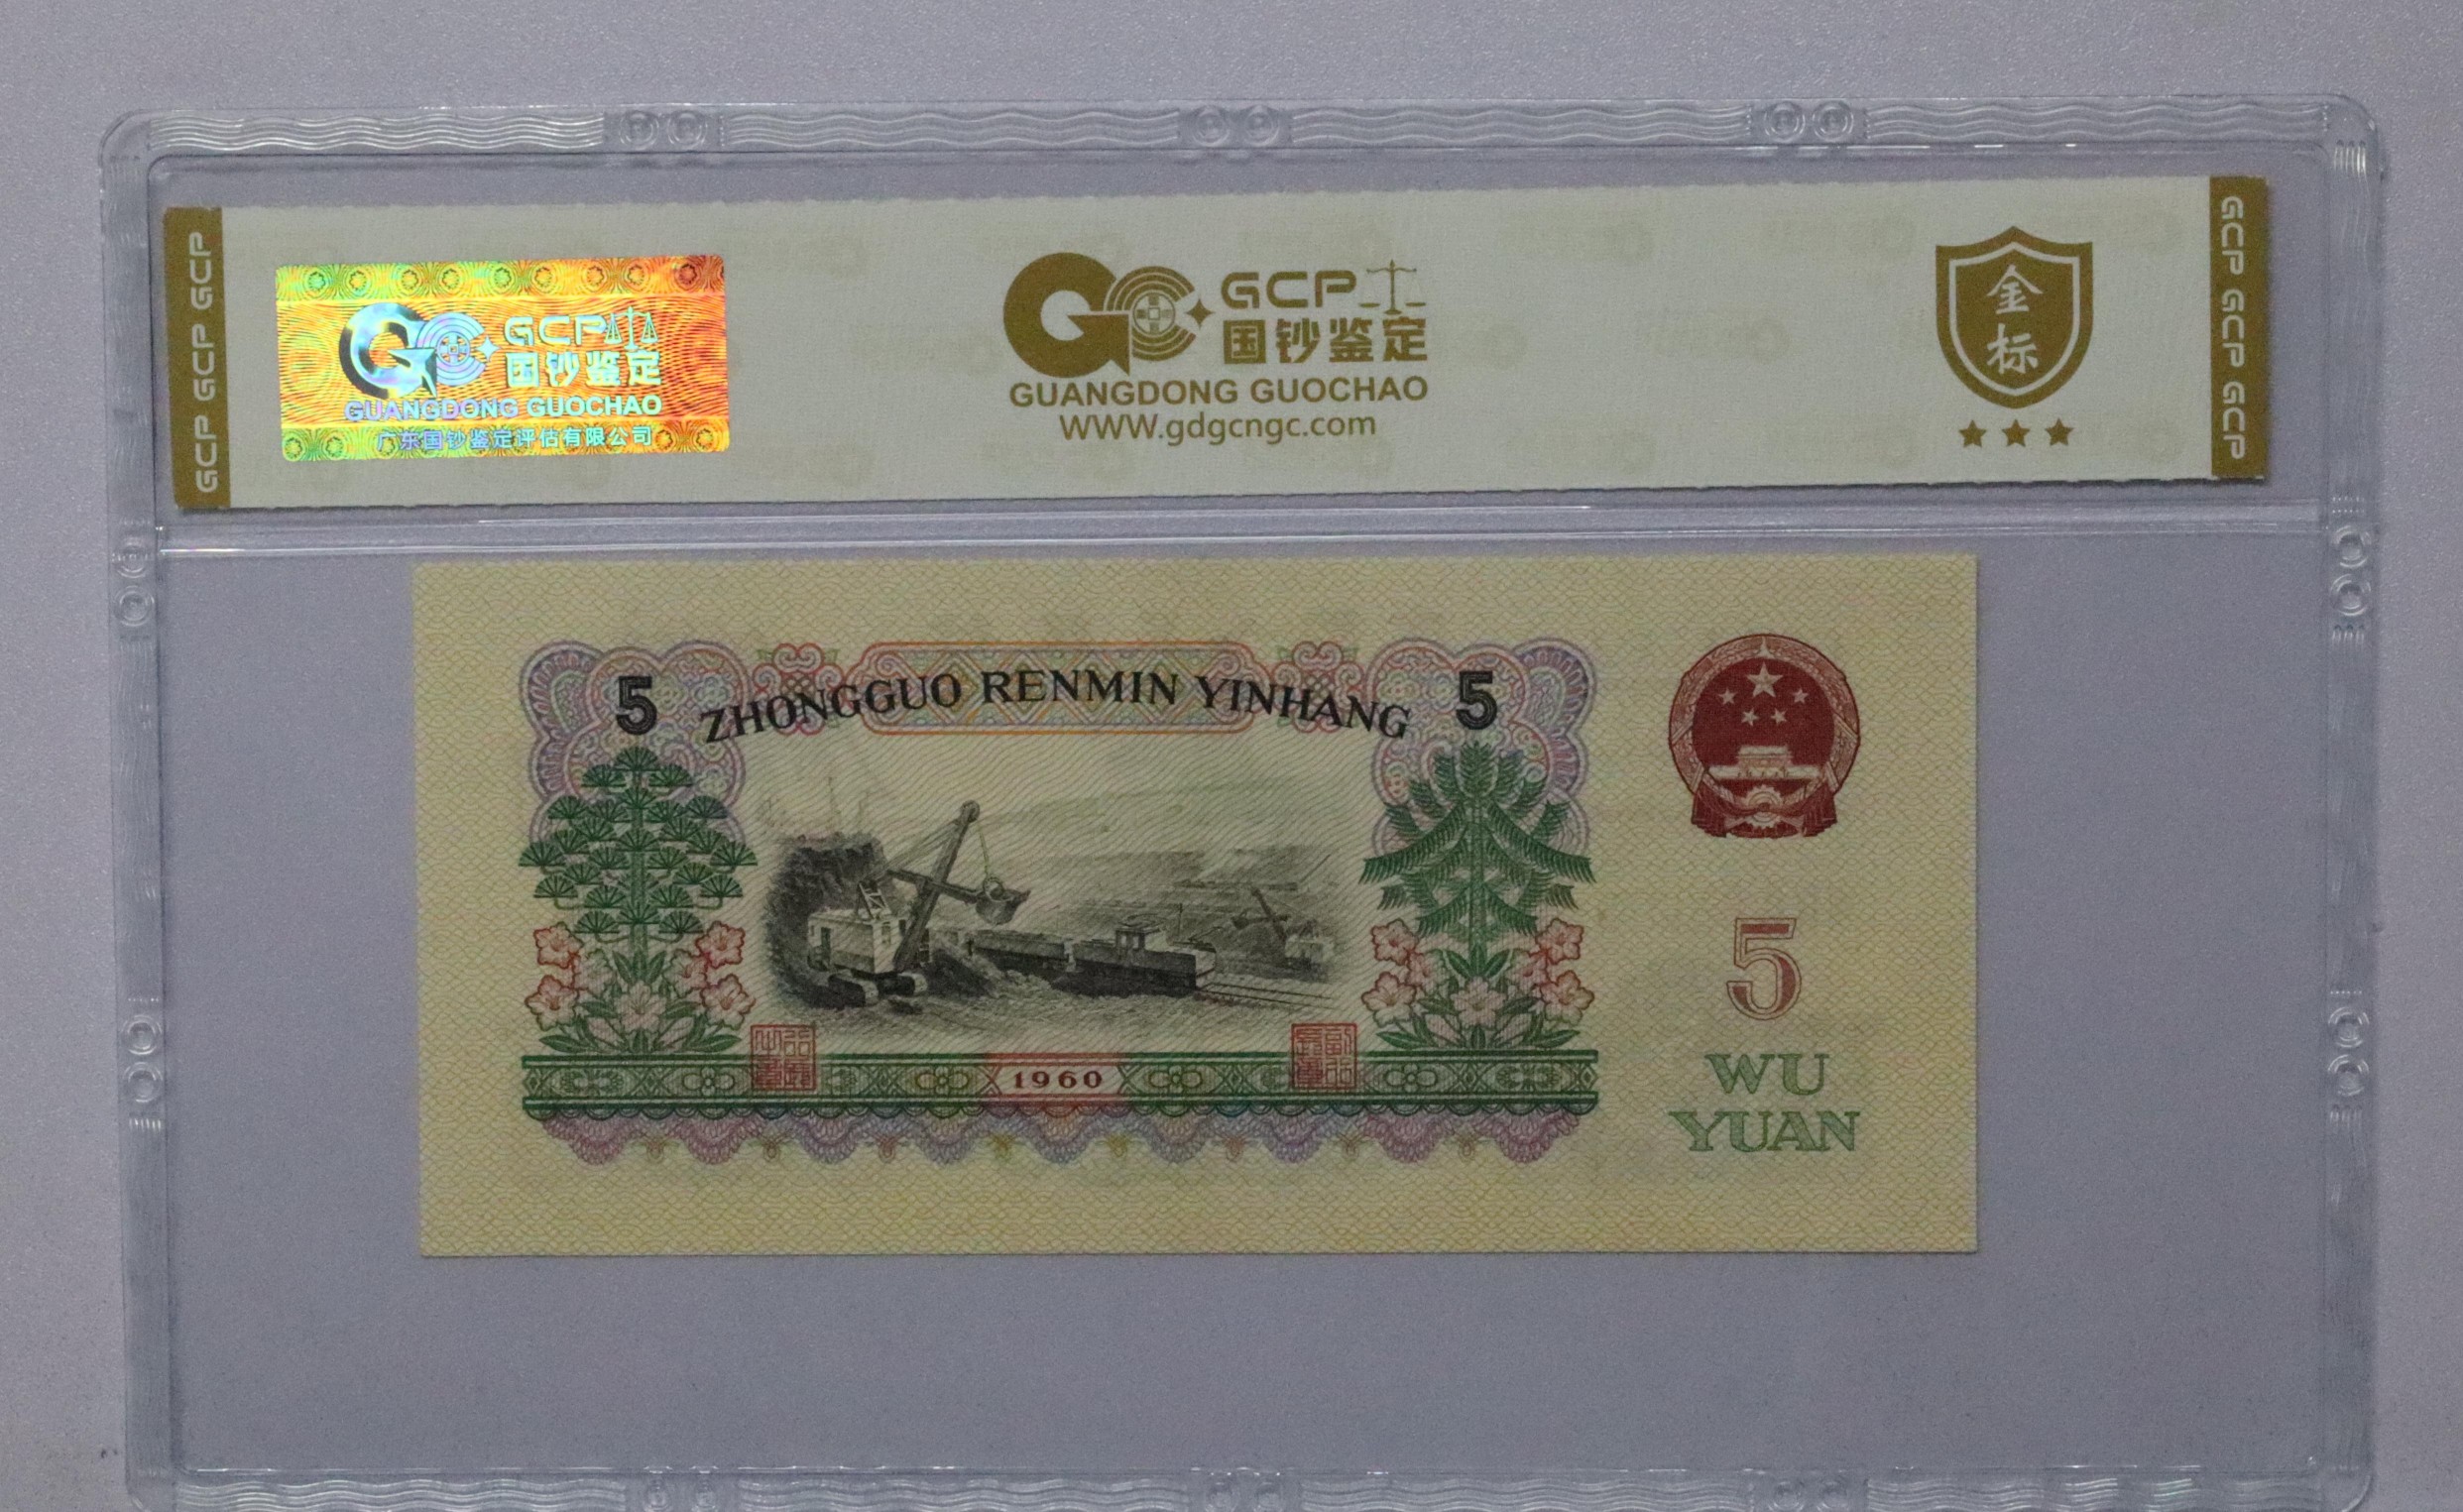 GCP GCP GCP
GCP
国钞鉴定
GUANGDONG GUOCHAO
广东国钞鉴定评估有限公司
GCP
国钞鉴定
GUANGDONG GUOCHAO
WWW.gdgcngc.com
金
标
GCP GCP GCP
5 ZHONGGUO RENMIN YINHANG 5
1960
5
WU
YUAN